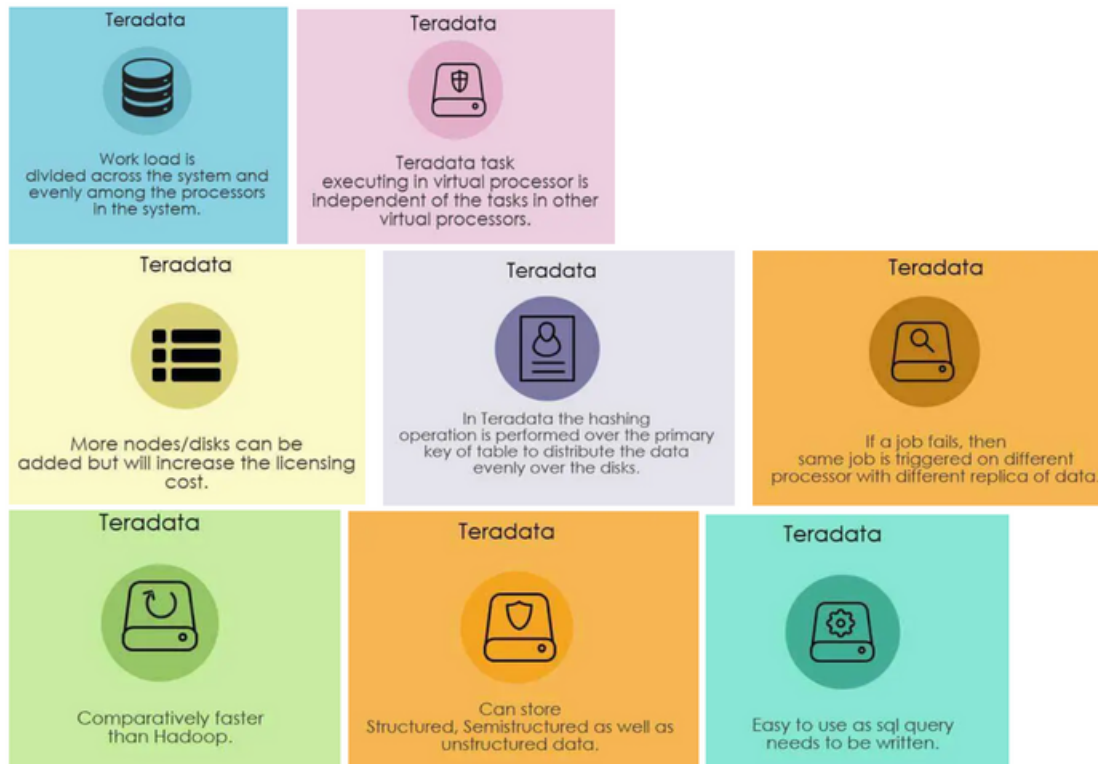 Teradata
Work load is
divided across the system and
evenly among the processors
in the system.
Teradata
Teradata task
executing in virtual processor is
independent of the tasks in other
virtual processors.
Teradata
More nodes/disks can be
added but will increase the licensing
cost.
Teradata
In Teradata the hashing
operation is performed over the primary
key of table to distribute the data
evenly over the disks.
Teradata
If a job fails, then
same job is triggered on different
processor with different replica of data.
Teradata
Comparatively faster
than Hadoop.
Teradata
Can store
Structured, Semistructured as well as
unstructured data.
Teradata
Easy to use as sql query
needs to be written.